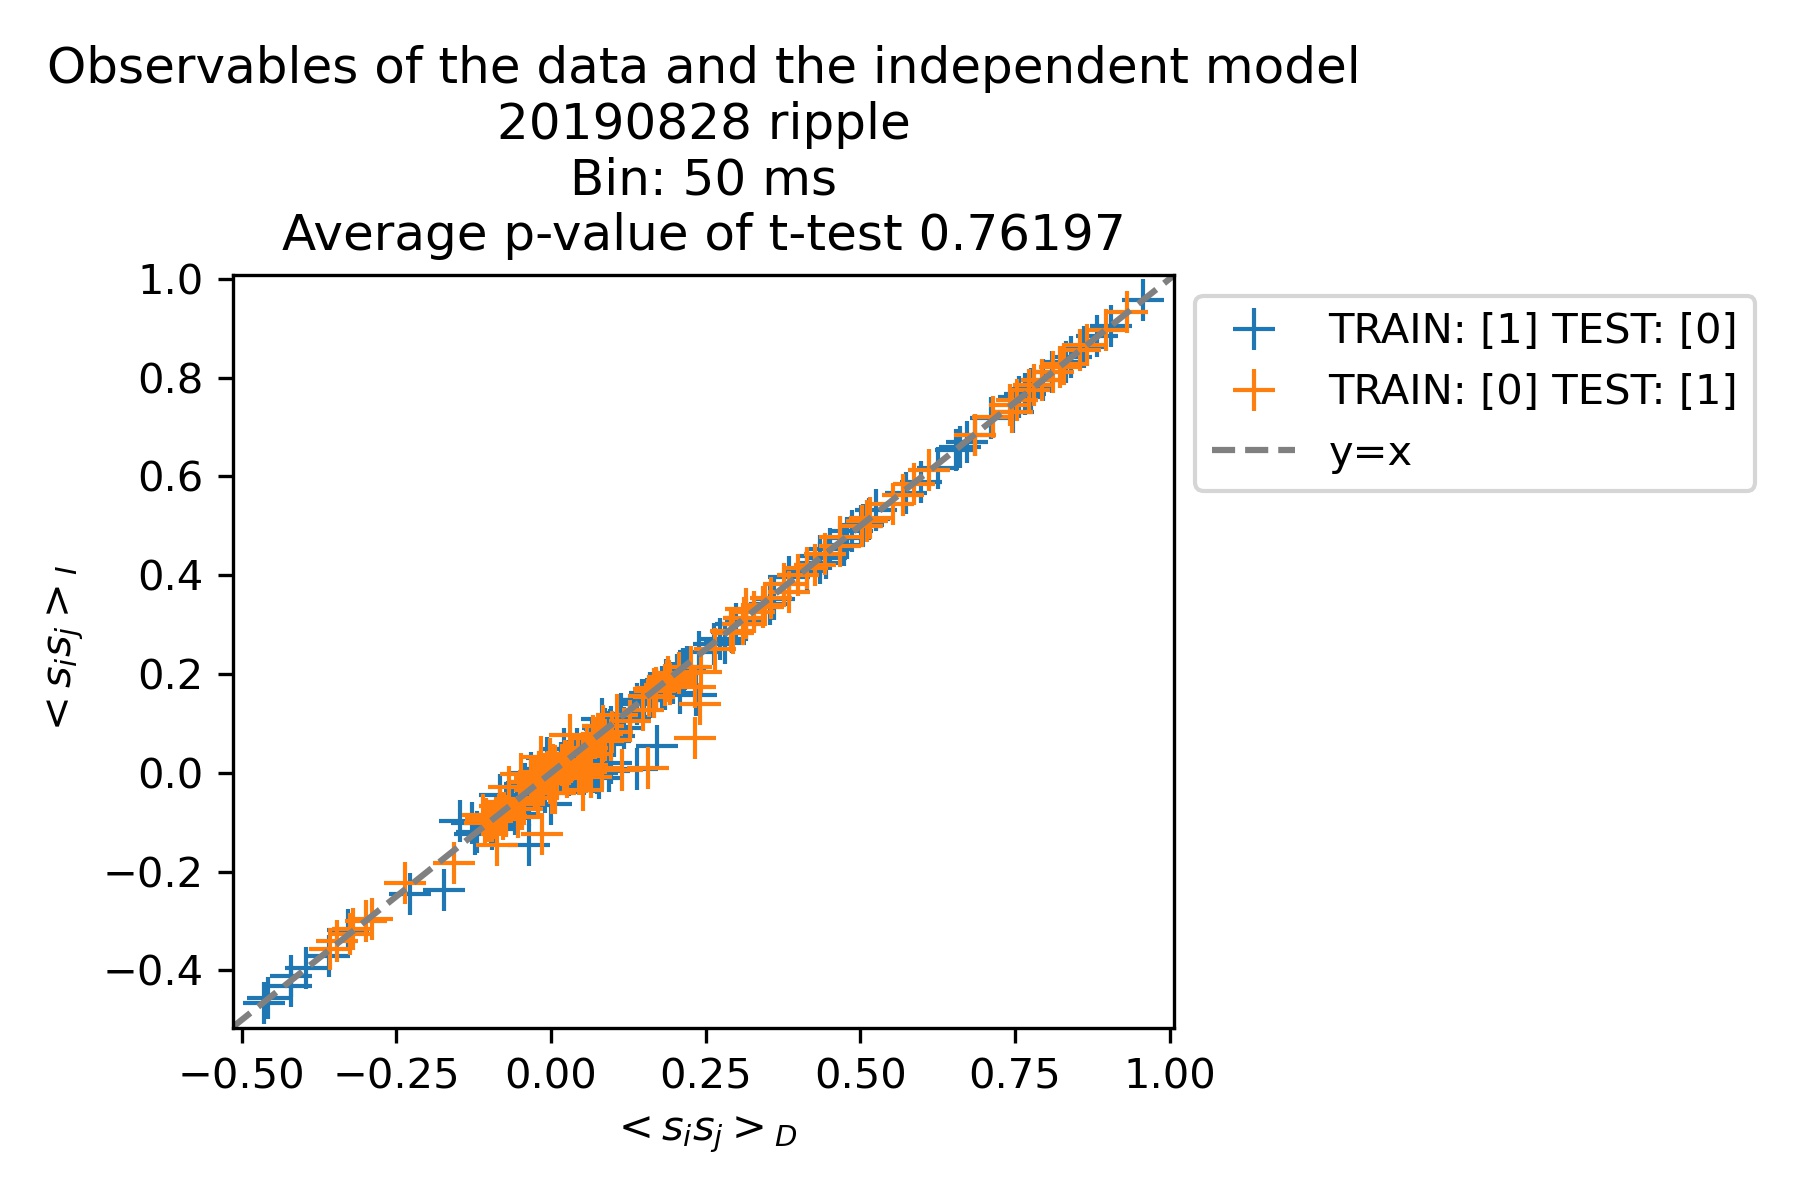 Observables of the data and the independent model
20190828 ripple
Bin: 50 ms
Average p-value of t-test 0.76197
1.0
0.8
0.6
0.4
0.2
0.0
−0.2
−0.4
< s_i s_j > _I
−0.50 −0.25 0.00 0.25 0.50 0.75 1.00
< s_i s_j > _D
TRAIN: [1] TEST: [0]
TRAIN: [0] TEST: [1]
y=x